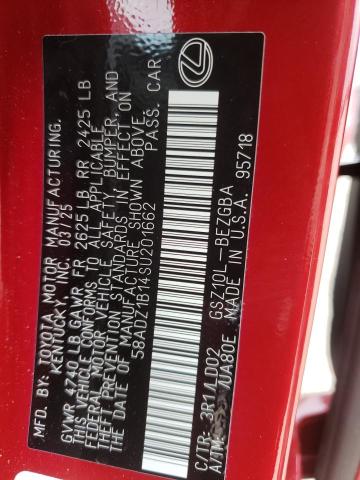 MFD. BY: TOYOTA MOTOR MANUFACTURING,
KENTUCKY, INC. 03/25
GVWR 4740 LB GAWR FR 2625 LB RR 2425 LB
THIS VEHICLE CONFORMS TO ALL APPLICABLE
FEDERAL MOTOR VEHICLE SAFETY, BUMPER, AND
THEFT PREVENTION STANDARDS IN EFFECT ON
THE DATE OF MANUFACTURE SHOWN ABOVE.
58ADZ1B14SU201662 PASS. CAR
C/TR: 3R1/LD02 GSZ10L-BEZGBA
A/TM: /UA80E MADE IN U.S.A. 95718